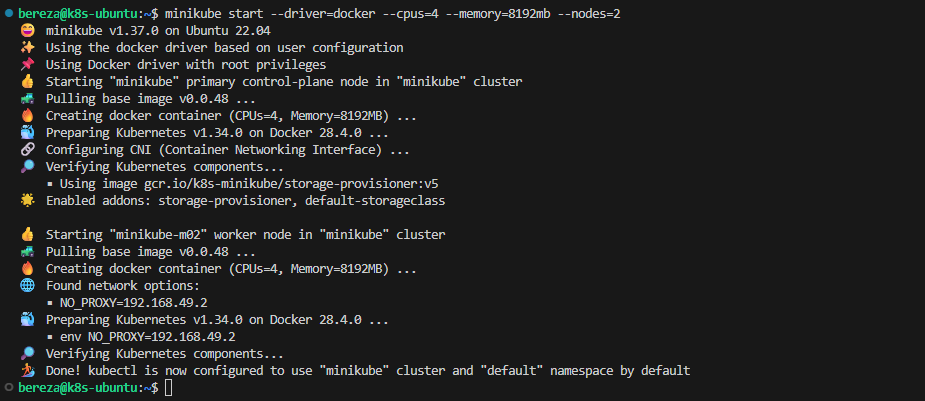 bereza@k8s-ubuntu:~$ minikube start --driver=docker --cpus=4 --memory=8192mb --nodes=2
😄 minikube v1.37.0 on Ubuntu 22.04
✨ Using the docker driver based on user configuration
📌 Using Docker driver with root privileges
👍 Starting "minikube" primary control-plane node in "minikube" cluster
🚜 Pulling base image v0.0.48 ...
🔥 Creating docker container (CPUs=4, Memory=8192MB) ...
🐳 Preparing Kubernetes v1.34.0 on Docker 28.4.0 ...
🔗 Configuring CNI (Container Networking Interface) ...
🔎 Verifying Kubernetes components...
▪ Using image gcr.io/k8s-minikube/storage-provisioner:v5
🌟 Enabled addons: storage-provisioner, default-storageclass
👍 Starting "minikube-m02" worker node in "minikube" cluster
🚜 Pulling base image v0.0.48 ...
🔥 Creating docker container (CPUs=4, Memory=8192MB) ...
🌐 Found network options:
▪ NO_PROXY=192.168.49.2
🐳 Preparing Kubernetes v1.34.0 on Docker 28.4.0 ...
▪ env NO_PROXY=192.168.49.2
🔎 Verifying Kubernetes components...
🏄 Done! kubectl is now configured to use "minikube" cluster and "default" namespace by default
bereza@k8s-ubuntu:~$